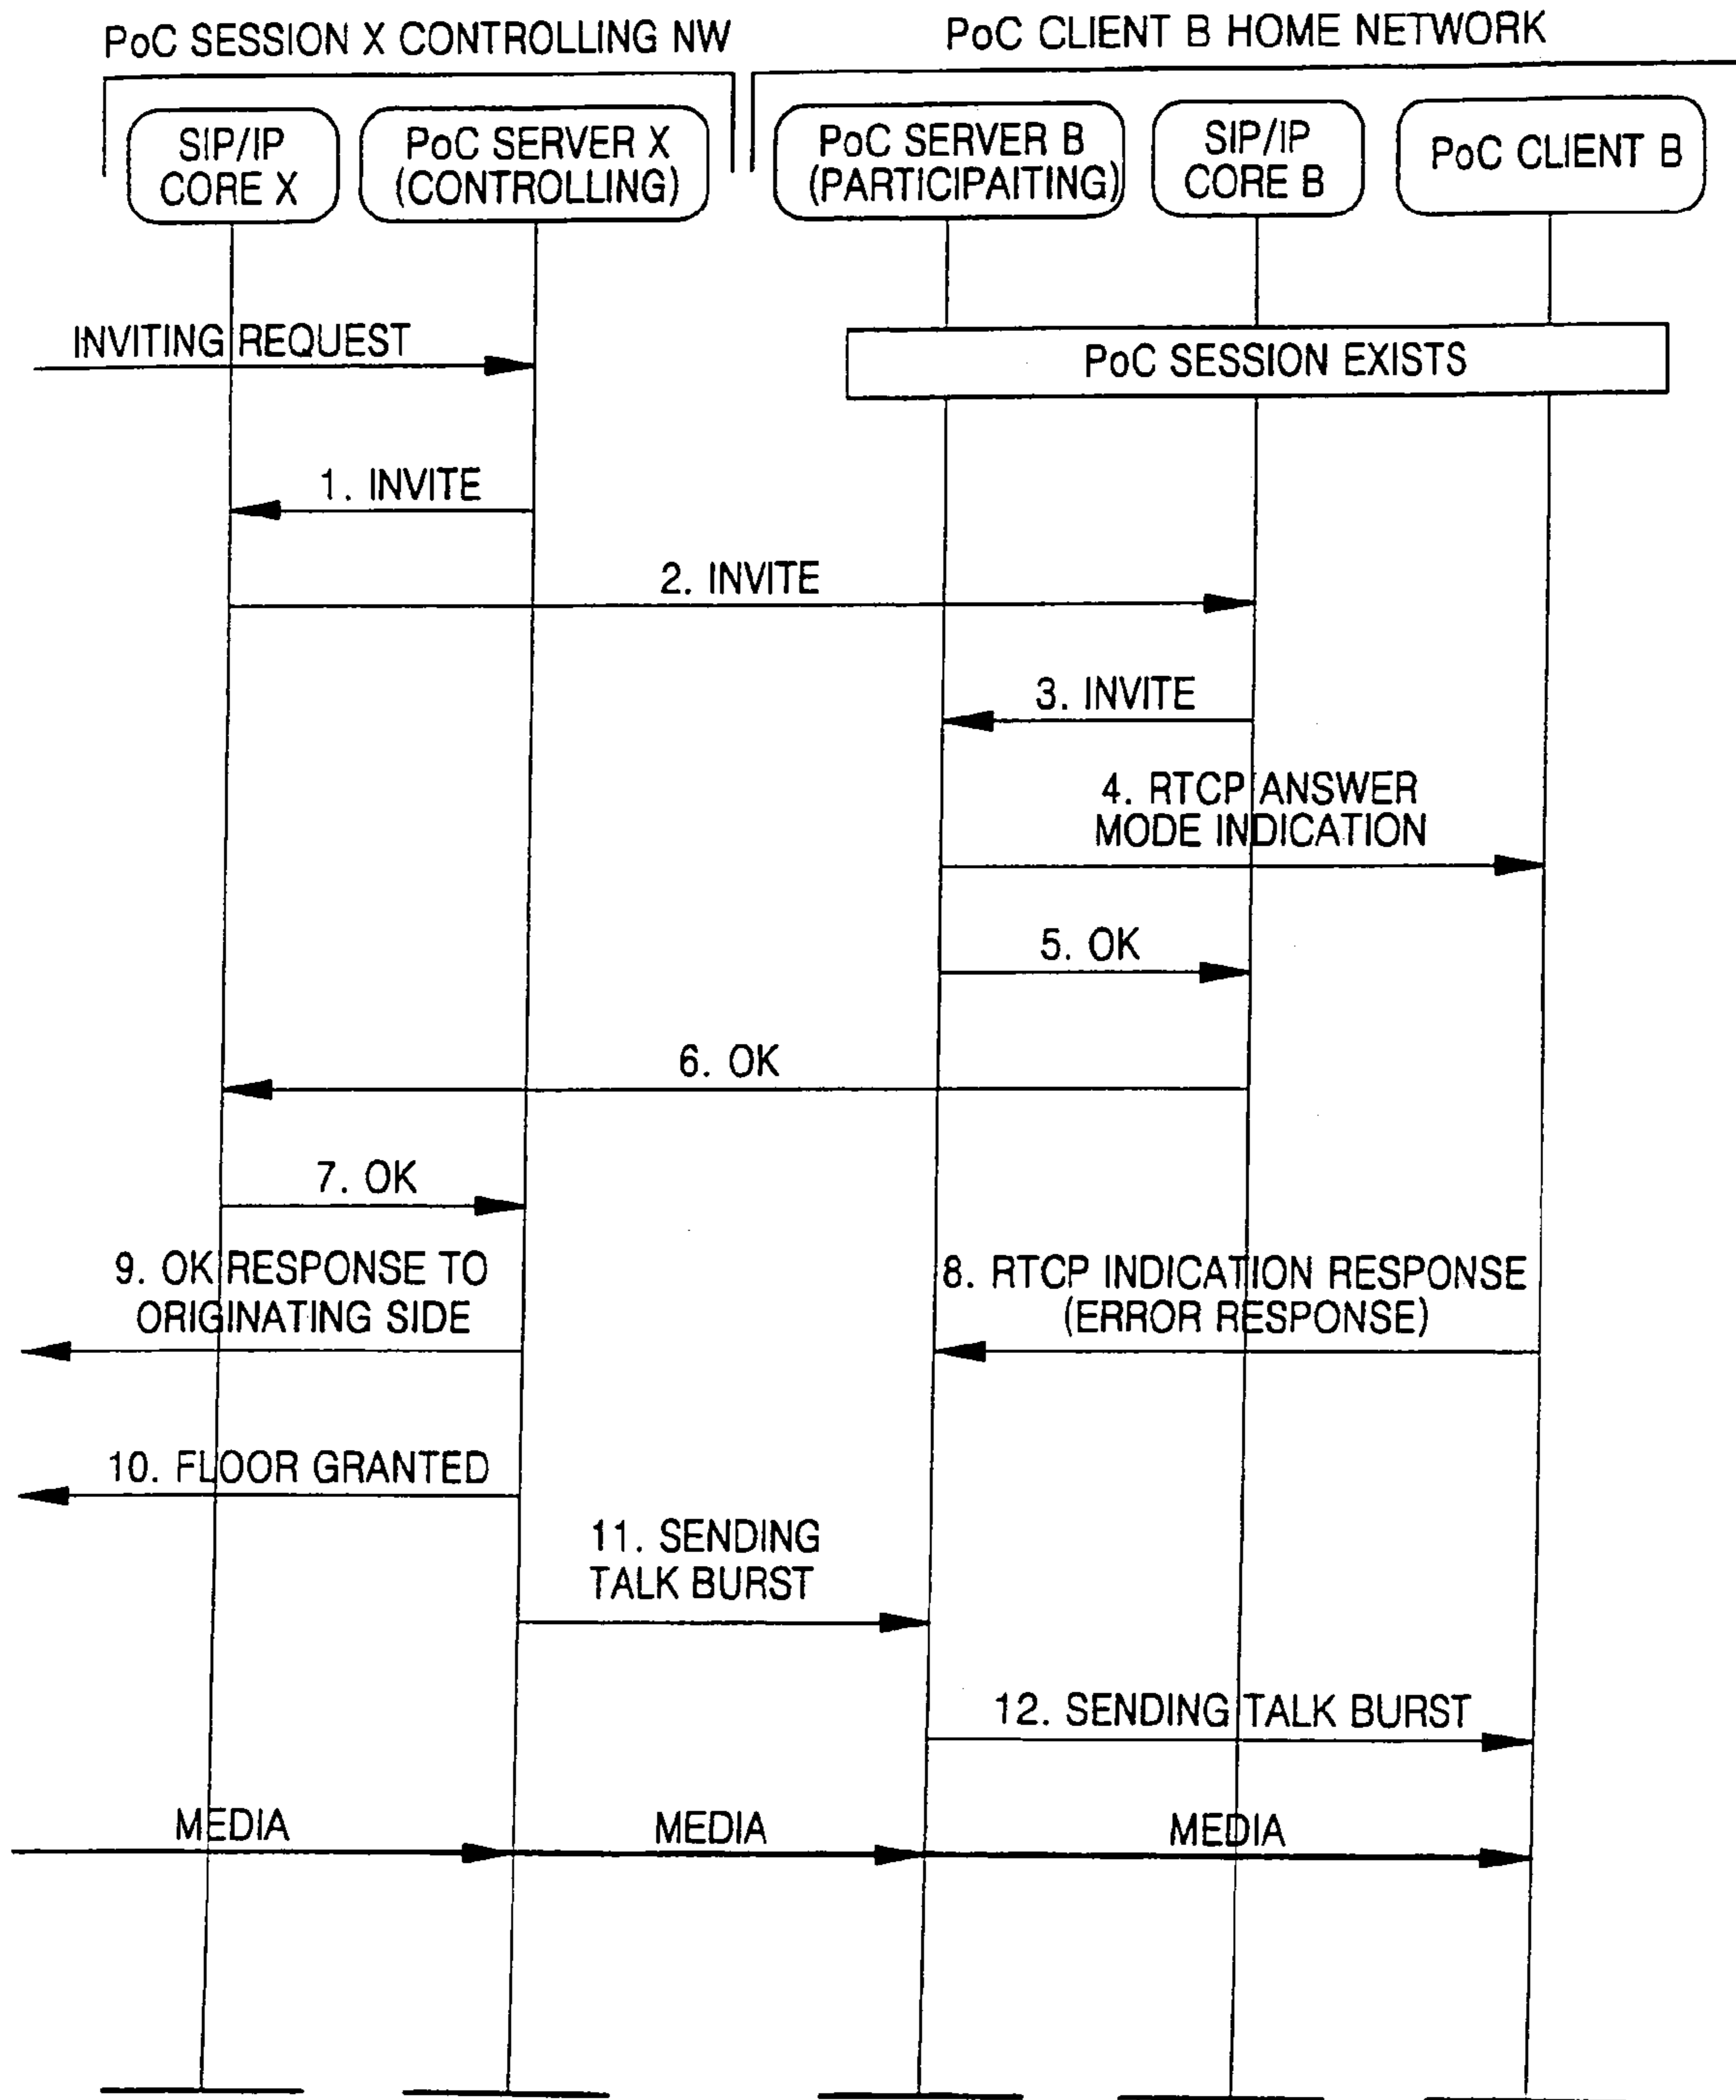 PoC SESSION X CONTROLLING NW
PoC CLIENT B HOME NETWORK
SIP/IP
CORE X
PoC SERVER X
(CONTROLLING)
PoC SERVER B
(PARTICIPAITING)
SIP/IP
CORE B
PoC CLIENT B
INVITING REQUEST
PoC SESSION EXISTS
1. INVITE
2. INVITE
3. INVITE
4. RTCP ANSWER
MODE INDICATION
5. OK
6. OK
7. OK
9. OK RESPONSE TO
ORIGINATING SIDE
8. RTCP INDICATION RESPONSE
(ERROR RESPONSE)
10. FLOOR GRANTED
11. SENDING
TALK BURST
12. SENDING TALK BURST
MEDIA
MEDIA
MEDIA